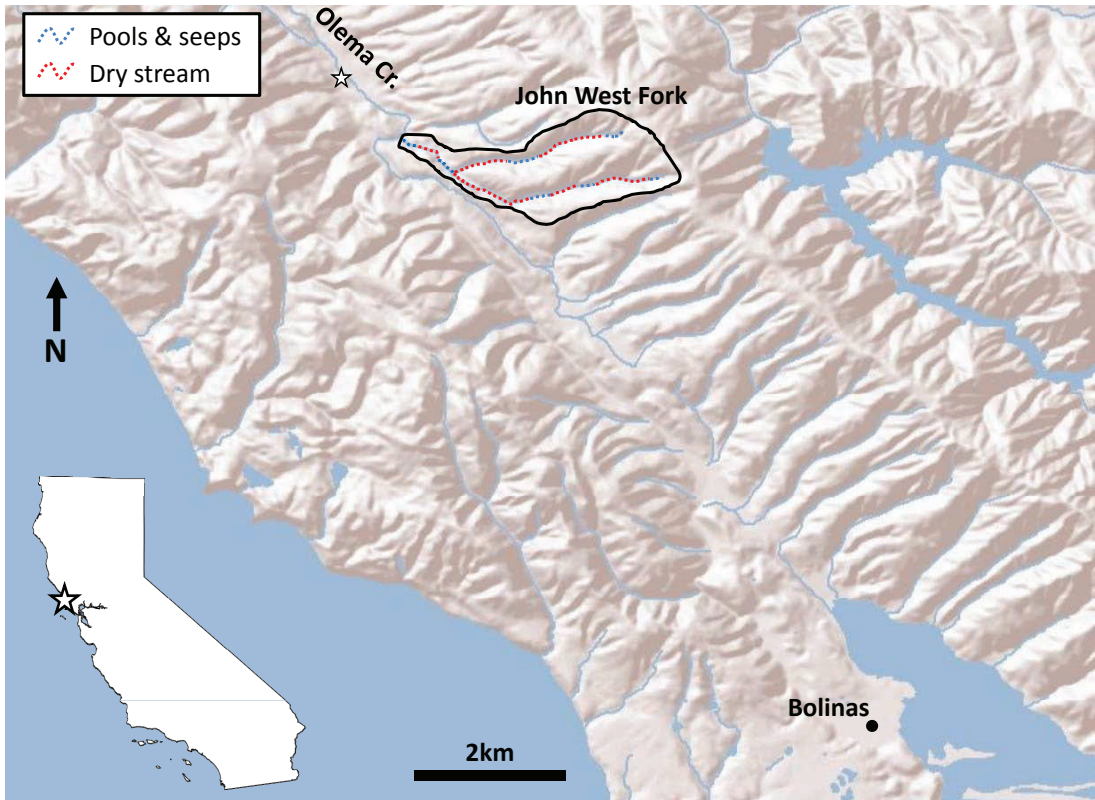 Pools & seeps
Dry stream
Olema Cr.
John West Fork
N
Bolinas
2km